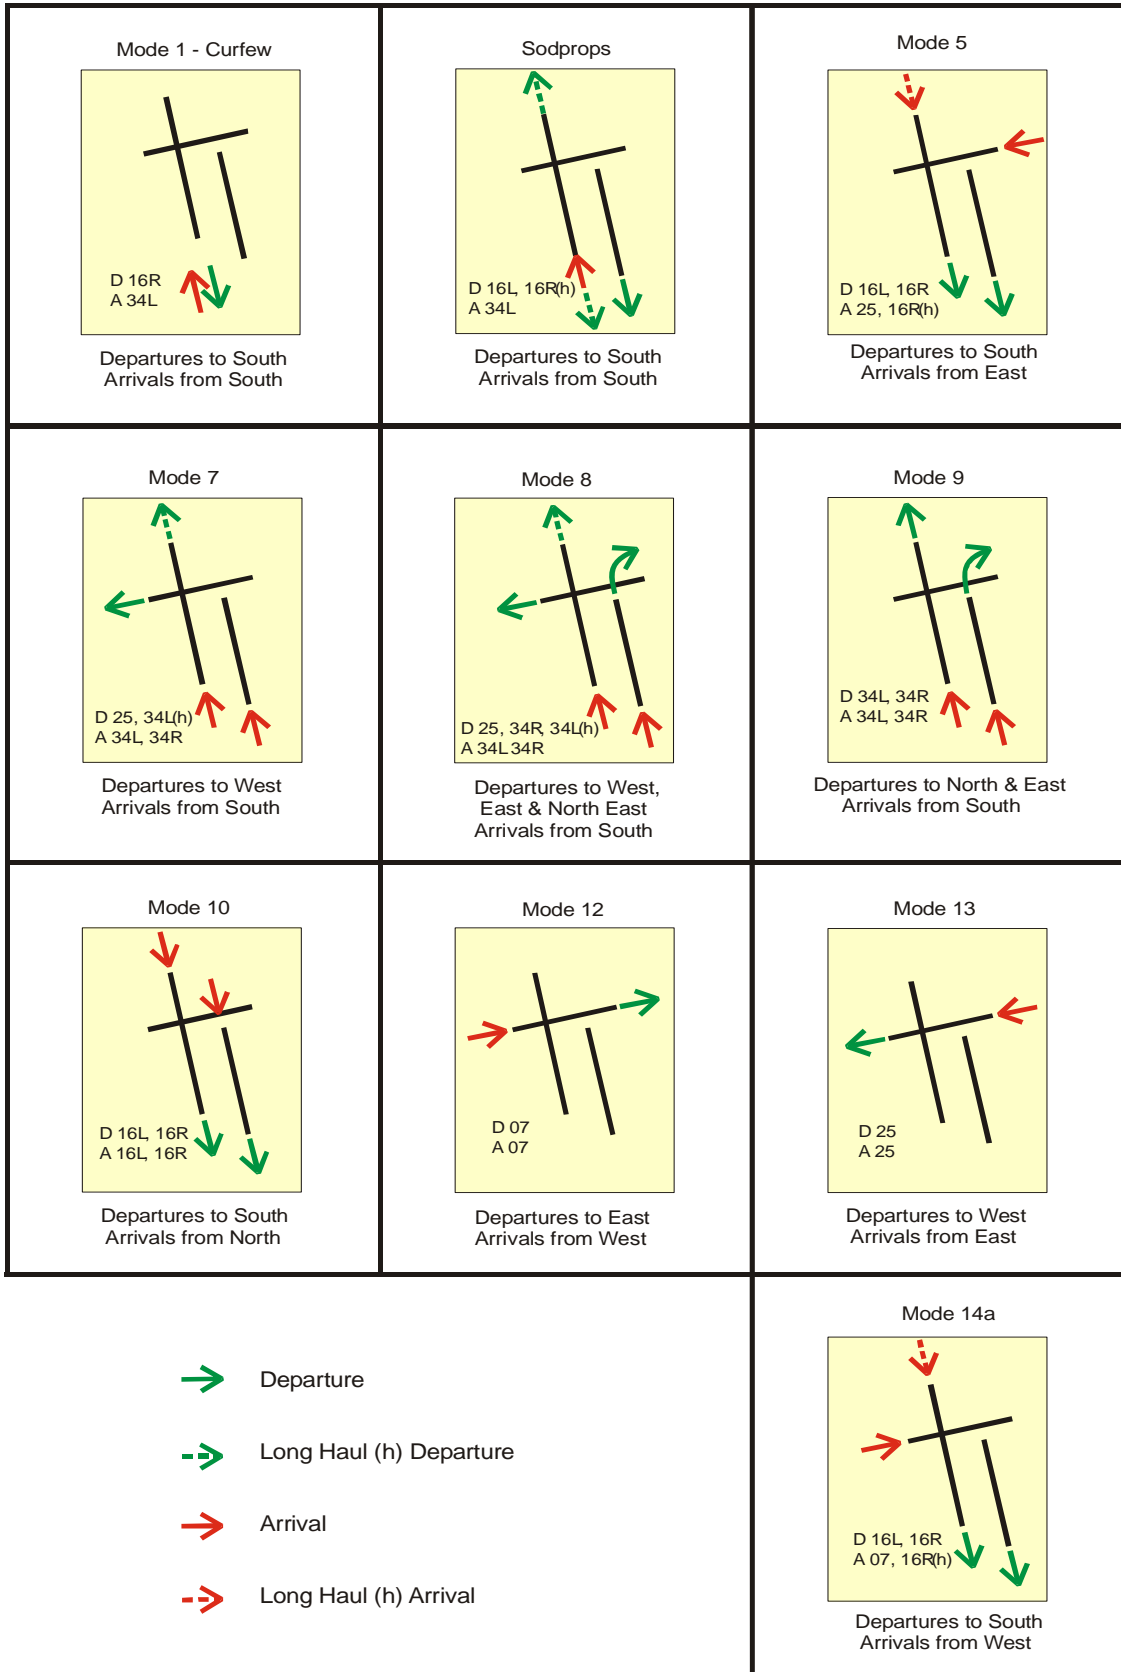 Mode 1 - Curfew
D 16R
A 34L
Departures to South
Arrivals from South
Sodprops
D 16L, 16R(h)
A 34L
Departures to South
Arrivals from South
Mode 5
D 16L, 16R
A 25, 16R(h)
Departures to South
Arrivals from East
Mode 7
D 25, 34L(h)
A 34L, 34R
Departures to West
Arrivals from South
Mode 8
D 25, 34R, 34L(h)
A 34L 34R
Departures to West,
East & North East
Arrivals from South
Mode 9
D 34L, 34R
A 34L, 34R
Departures to North & East
Arrivals from South
Mode 10
D 16L, 16R
A 16L, 16R
Departures to South
Arrivals from North
Mode 12
D 07
A 07
Departures to East
Arrivals from West
Mode 13
D 25
A 25
Departures to West
Arrivals from East
Departure
Long Haul (h) Departure
Arrival
Long Haul (h) Arrival
Mode 14a
D 16L, 16R
A 07, 16R(h)
Departures to South
Arrivals from West